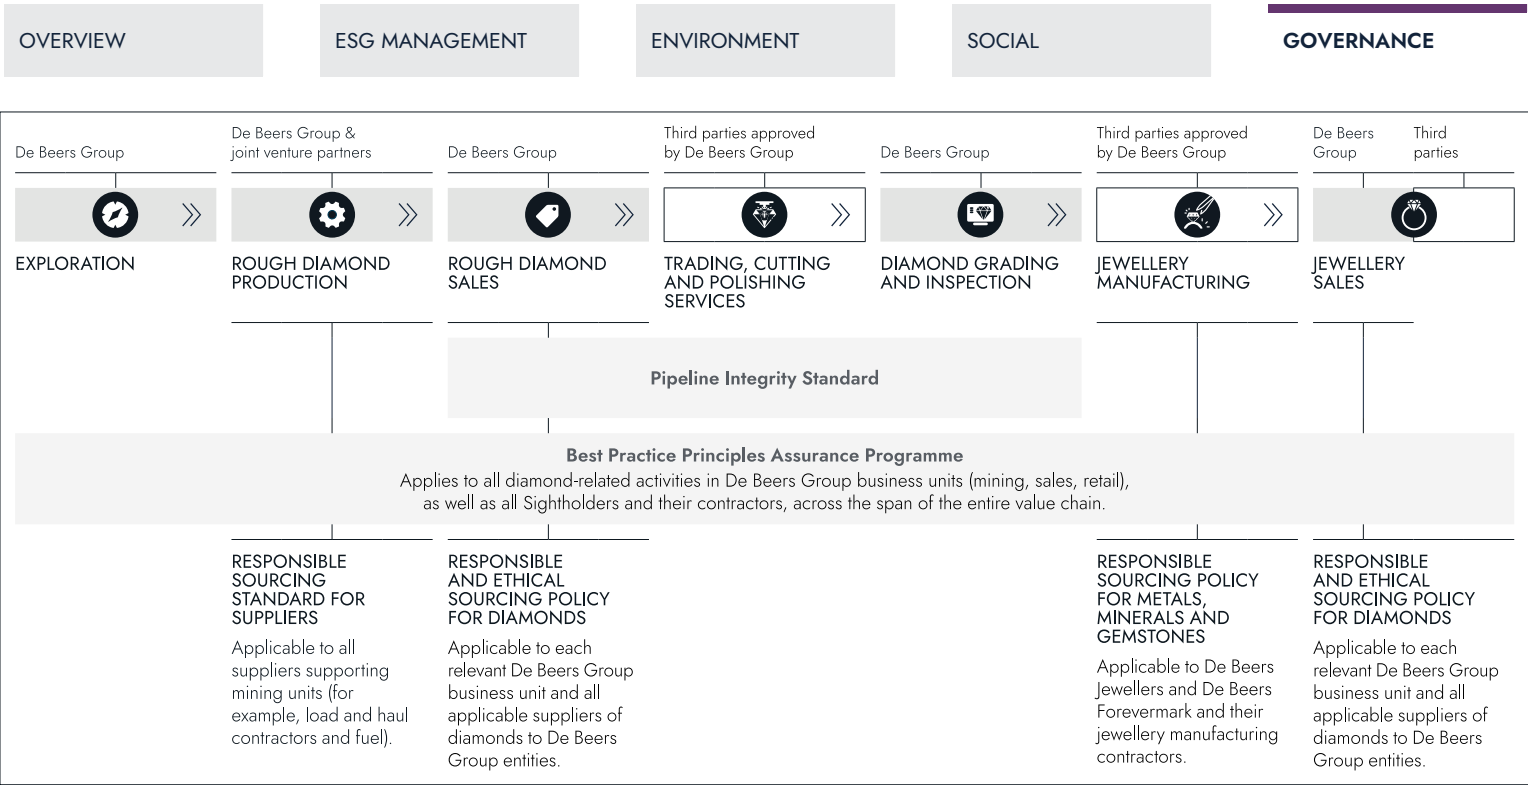 OVERVIEW
ESG MANAGEMENT
ENVIRONMENT
SOCIAL
GOVERNANCE
De Beers Group
De Beers Group &
joint venture partners
De Beers Group
Third parties approved
by De Beers Group
De Beers Group
Third parties approved
by De Beers Group
De Beers
Group
Third
parties
EXPLORATION
ROUGH DIAMOND
PRODUCTION
ROUGH DIAMOND
SALES
TRADING, CUTTING
AND POLISHING
SERVICES
DIAMOND GRADING
AND INSPECTION
JEWELLERY
MANUFACTURING
JEWELLERY
SALES
Pipeline Integrity Standard
Best Practice Principles Assurance Programme
Applies to all diamond-related activities in De Beers Group business units (mining, sales, retail),
as well as all Sightholders and their contractors, across the span of the entire value chain.
RESPONSIBLE
SOURCING
STANDARD FOR
SUPPLIERS
Applicable to all
suppliers supporting
mining units (for
example, load and haul
contractors and fuel).
RESPONSIBLE
AND ETHICAL
SOURCING POLICY
FOR DIAMONDS
Applicable to each
relevant De Beers Group
business unit and all
applicable suppliers of
diamonds to De Beers
Group entities.
RESPONSIBLE
SOURCING POLICY
FOR METALS,
MINERALS AND
GEMSTONES
Applicable to De Beers
Jewellers and De Beers
Forevermark and their
jewellery manufacturing
contractors.
RESPONSIBLE
AND ETHICAL
SOURCING POLICY
FOR DIAMONDS
Applicable to each
relevant De Beers Group
business unit and all
applicable suppliers of
diamonds to De Beers
Group entities.